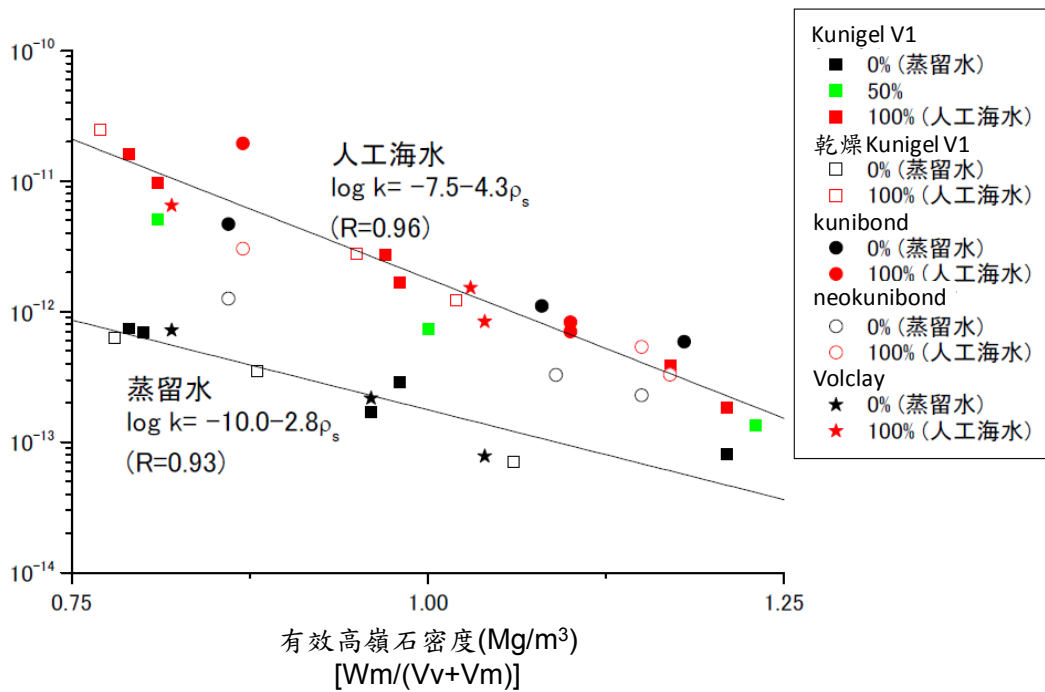 10⁻¹⁰
10⁻¹¹
10⁻¹²
10⁻¹³
10⁻¹⁴
0.75
1.00
1.25
人工海水
log k= −7.5−4.3ρₛ
(R=0.96)
蒸留水
log k= −10.0−2.8ρₛ
(R=0.93)
有效高嶺石密度(Mg/m³)
[Wm/(Vv+Vm)]
Kunigel V1
0% (蒸留水)
50%
100% (人工海水)
乾燥Kunigel V1
0% (蒸留水)
100% (人工海水)
kunibond
0% (蒸留水)
100% (人工海水)
neokunibond
0% (蒸留水)
100% (人工海水)
Volclay
0% (蒸留水)
100% (人工海水)